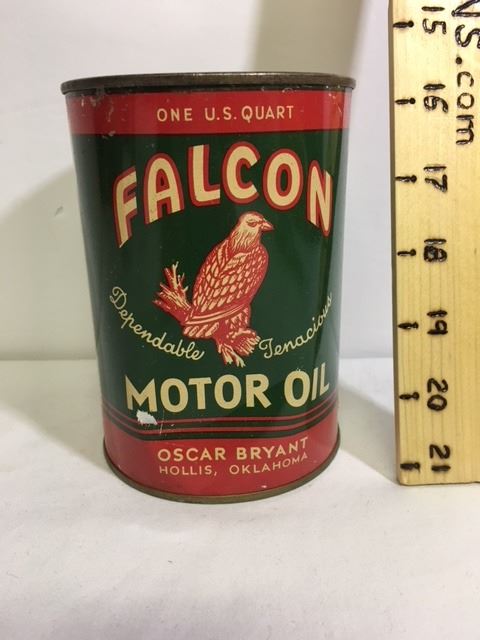 ONE U.S. QUART
FALCON
Dependable
Tenacious
MOTOR OIL
OSCAR BRYANT
HOLLIS, OKLAHOMA
15
16
17
18
19
20
21
.com